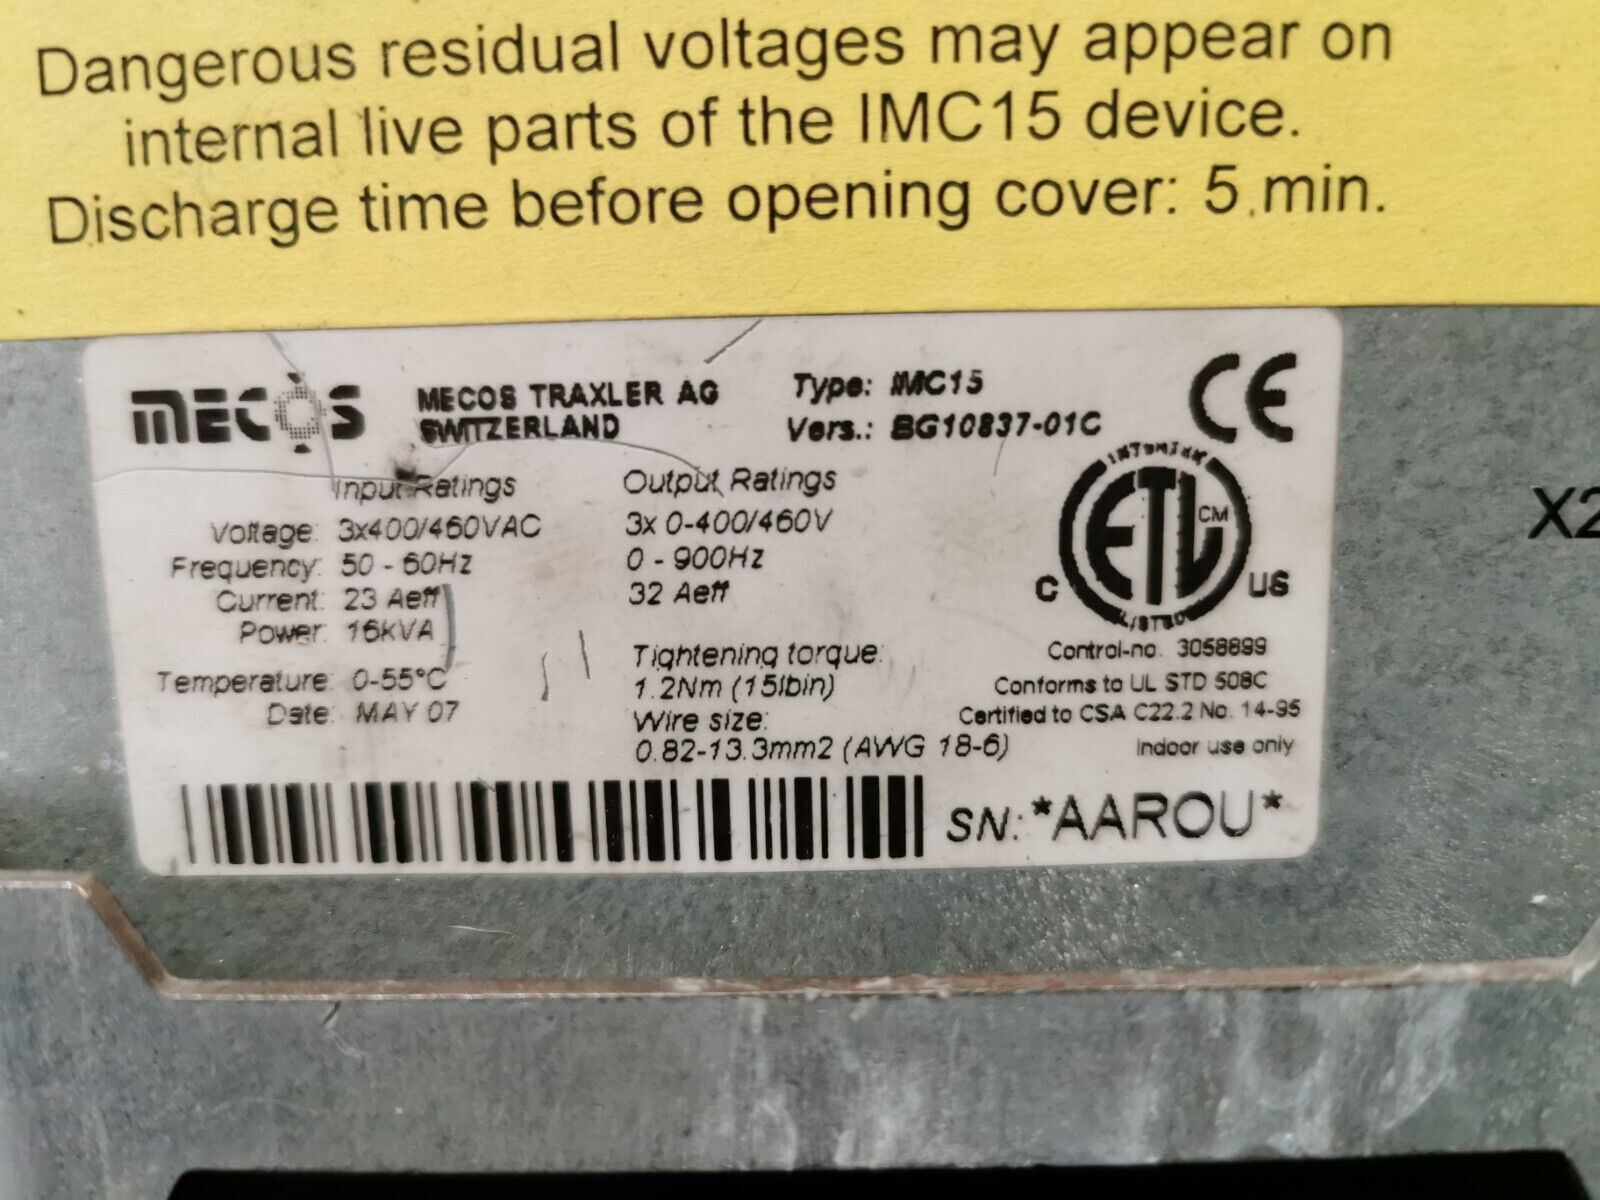 Dangerous residual voltages may appear on
internal live parts of the IMC15 device.
Discharge time before opening cover: 5 min.
MECOS
MECOS TRAXLER AG
SWITZERLAND
Type: IMC15
Vers.: BG10837-01C
CE
Input Ratings
Voltage: 3x400/460VAC
Frequency: 50 - 60Hz
Current: 23 Aeff
Power: 16KVA
Temperature: 0-55°C
Date: MAY 07
Output Ratings
3x 0-400/460V
0 - 900Hz
32 Aeff
Tightening torque:
1.2Nm (15lbin)
Wire size:
0.82-13.3mm2 (AWG 18-6)
INTERTEK
ETL CM
C US
LISTED
Control-no. 3058899
Conforms to UL STD 508C
Certified to CSA C22.2 No. 14-95
Indoor use only
SN: *AAROU*
X2